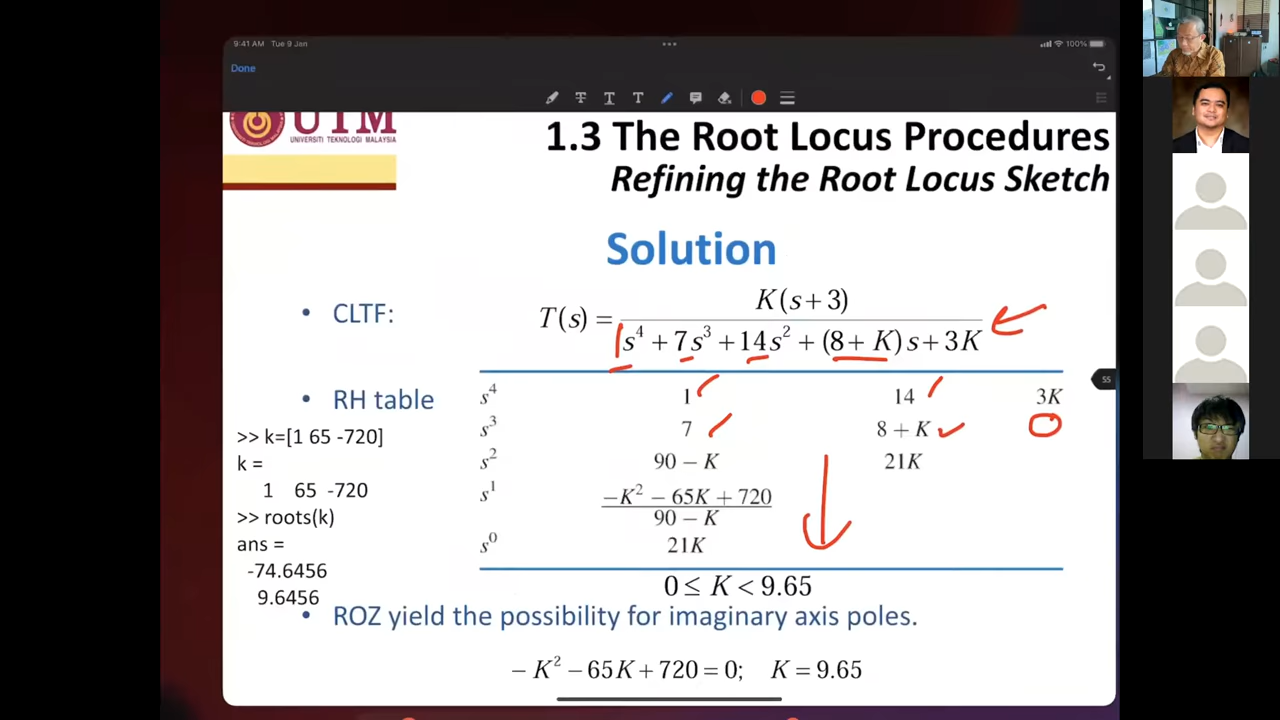 9:41 AM Tue 9 Jan
100%
Done
UTM
UNIVERSITI TEKNOLOGI MALAYSIA
1.3 The Root Locus Procedures
Refining the Root Locus Sketch
Solution
• CLTF:
T(s) = K(s+3) / (s⁴ + 7s³ + 14s² + (8+K)s + 3K)
1
• RH table
s⁴ 1 14 3K
s³ 7 8 + K 0
s² 90 − K 21K
s¹ (−K² − 65K + 720) / (90 − K)
s⁰ 21K
>> k=[1 65 -720]
k =
1 65 -720
>> roots(k)
ans =
-74.6456
9.6456
0 ≤ K < 9.65
• ROZ yield the possibility for imaginary axis poles.
− K² − 65K + 720 = 0; K = 9.65
55